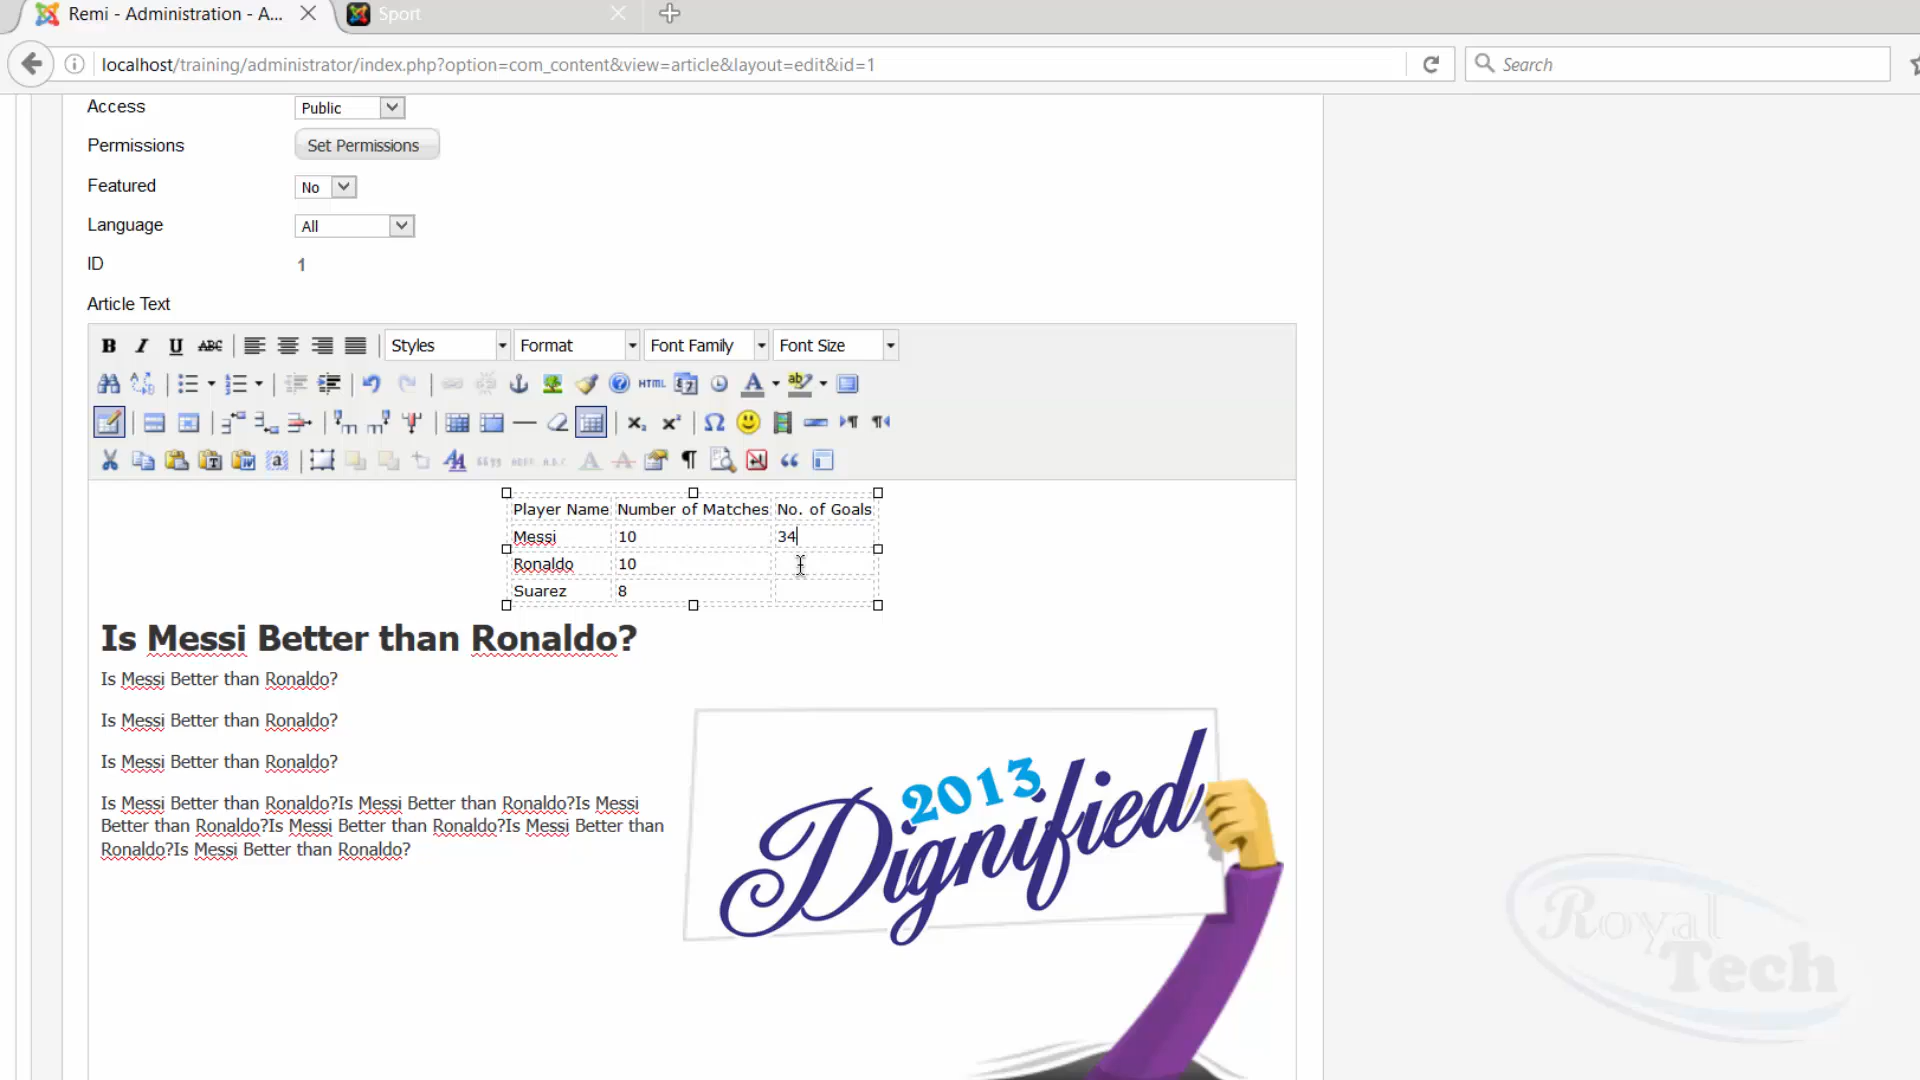 Remi - Administration - A...
Sport
localhost/training/administrator/index.php?option=com_content&view=article&layout=edit&id=1
Search
Access
Public
Permissions
Set Permissions
Featured
No
Language
All
ID
1
Article Text
B I U ABC
Styles
Format
Font Family
Font Size
HTML
Player Name Number of Matches No. of Goals
Messi 10 34
Ronaldo 10
Suarez 8
Is Messi Better than Ronaldo?
Is Messi Better than Ronaldo?
Is Messi Better than Ronaldo?
Is Messi Better than Ronaldo?
Is Messi Better than Ronaldo?Is Messi Better than Ronaldo?Is Messi
Better than Ronaldo?Is Messi Better than Ronaldo?Is Messi Better than
Ronaldo?Is Messi Better than Ronaldo?
2013
Dignified
Royal
Tech